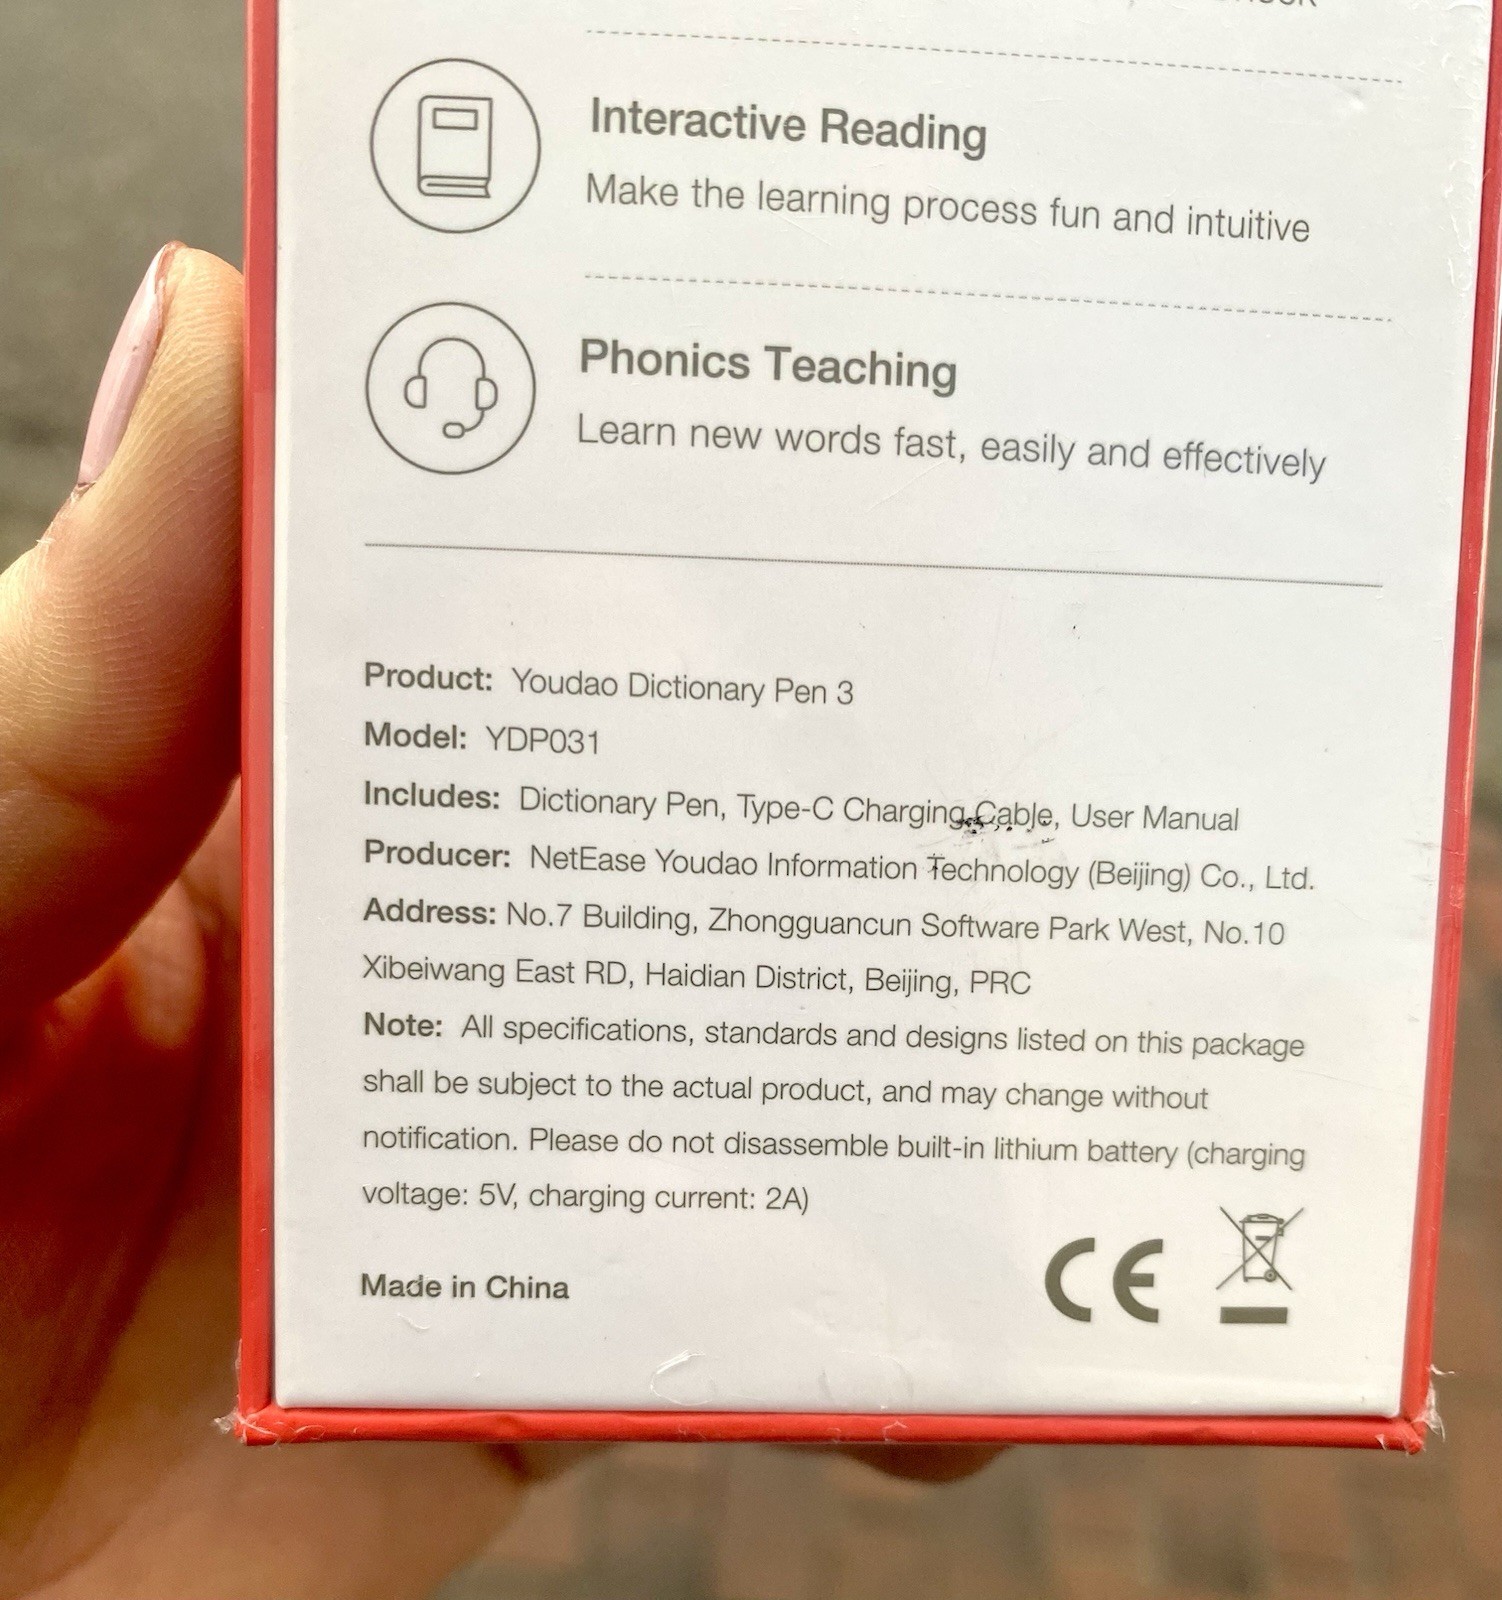 Interactive Reading
Make the learning process fun and intuitive
Phonics Teaching
Learn new words fast, easily and effectively
Product: Youdao Dictionary Pen 3
Model: YDP031
Includes: Dictionary Pen, Type-C Charging Cable, User Manual
Producer: NetEase Youdao Information Technology (Beijing) Co., Ltd.
Address: No.7 Building, Zhongguancun Software Park West, No.10
Xibeiwang East RD, Haidian District, Beijing, PRC
Note: All specifications, standards and designs listed on this package
shall be subject to the actual product, and may change without
notification. Please do not disassemble built-in lithium battery (charging
voltage: 5V, charging current: 2A)
Made in China
CE